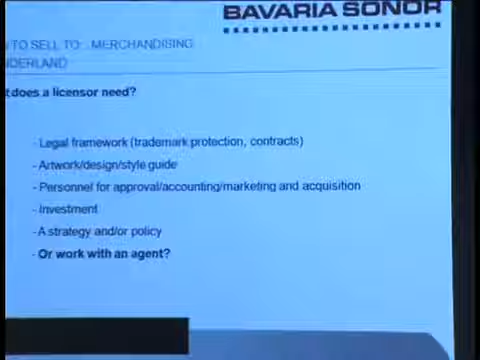 BAVARIA SONOR
TO SELL TO: . MERCHANDISING
NDERLAND
t does a licensor need?
- Legal framework (trademark protection, contracts)
- Artwork/design/style guide
- Personnel for approval/accounting/marketing and acquisition
- Investment
- A strategy and/or policy
- Or work with an agent?